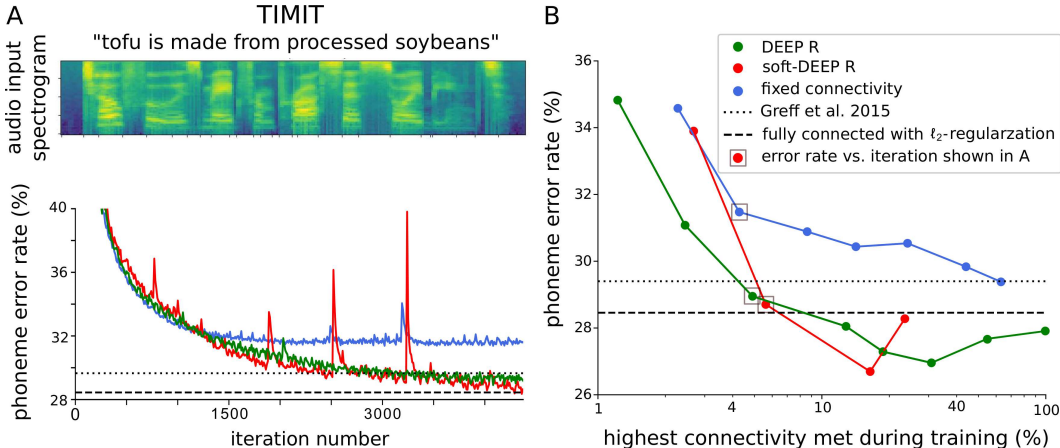 A
TIMIT
"tofu is made from processed soybeans"
audio input
spectrogram
phoneme error rate (%)
40
36
32
28
0
1500
3000
iteration number
B
DEEP R
soft-DEEP R
fixed connectivity
Greff et al. 2015
fully connected with ℓ₂-regularzation
error rate vs. iteration shown in A
phoneme error rate (%)
36
34
32
30
28
26
1
4
10
40
100
highest connectivity met during training (%)